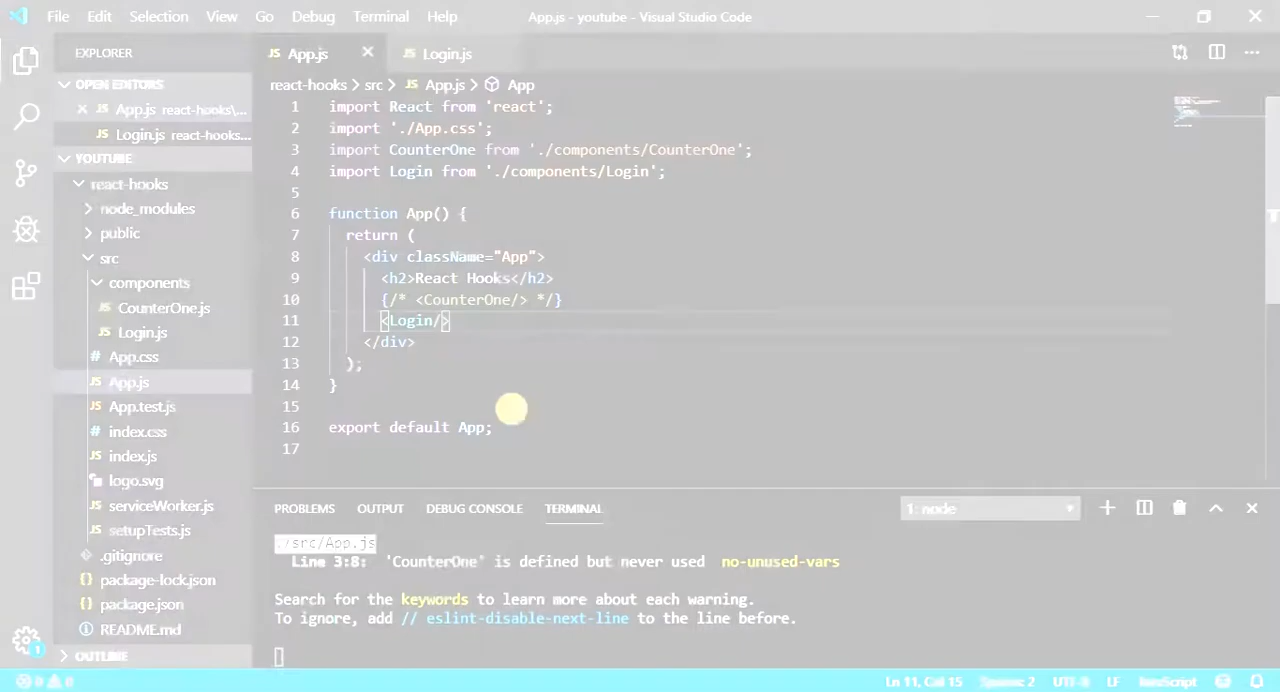 File Edit Selection View Go Debug Terminal Help App.js - youtube - Visual Studio Code
EXPLORER
OPEN EDITORS
JS App.js react-hooks\...
JS Login.js react-hooks...
YOUTUBE
react-hooks
node_modules
public
src
components
JS CounterOne.js
JS Login.js
# App.css
JS App.js
JS App.test.js
# index.css
JS index.js
logo.svg
JS serviceWorker.js
JS setupTests.js
.gitignore
{} package-lock.json
{} package.json
README.md
OUTLINE
JS App.js JS Login.js
react-hooks > src > JS App.js > App
1 import React from 'react';
2 import './App.css';
3 import CounterOne from './components/CounterOne';
4 import Login from './components/Login';
5
6 function App() {
7 return (
8 <div className="App">
9 <h2>React Hooks</h2>
10 {/* <CounterOne/> */}
11 <Login/>
12 </div>
13 );
14 }
15
16 export default App;
17
PROBLEMS OUTPUT DEBUG CONSOLE TERMINAL 1: node
./src/App.js
Line 3:8: 'CounterOne' is defined but never used no-unused-vars
Search for the keywords to learn more about each warning.
To ignore, add // eslint-disable-next-line to the line before.
1
0 0 Ln 11, Col 15 Spaces: 2 UTF-8 LF JavaScript